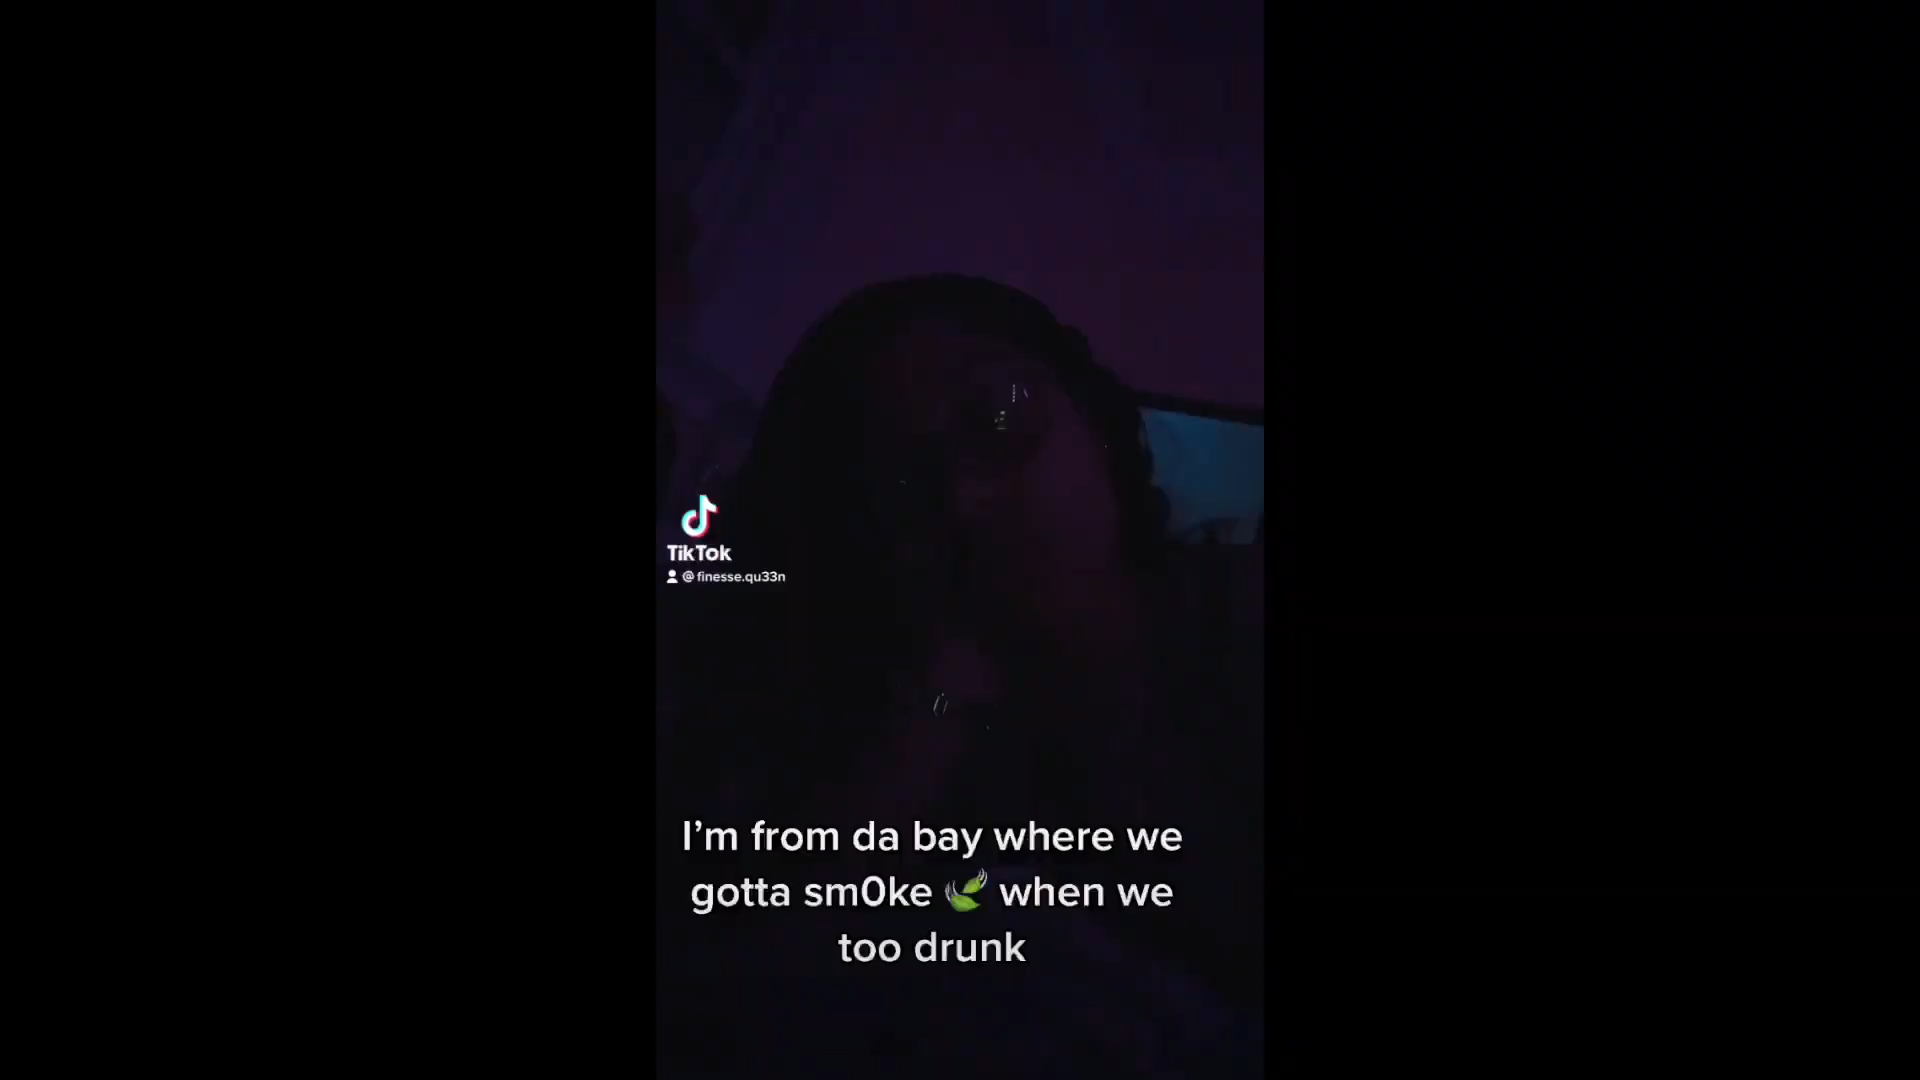 TikTok
@finesse.qu33n
I'm from da bay where we
gotta sm0ke 🍃 when we
too drunk